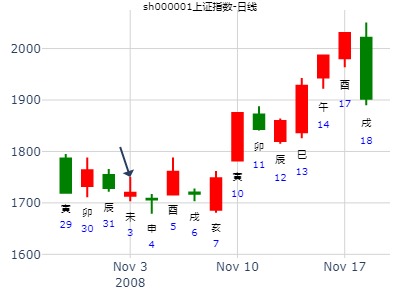 sh000001上证指数-日线
2000
1900
1800
1700
1600
寅
29
卯
30
辰
31
未
3
申
4
酉
5
戌
6
亥
7
寅
10
卯
11
辰
12
巳
13
午
14
酉
17
戌
18
Nov 3
2008
Nov 10
Nov 17